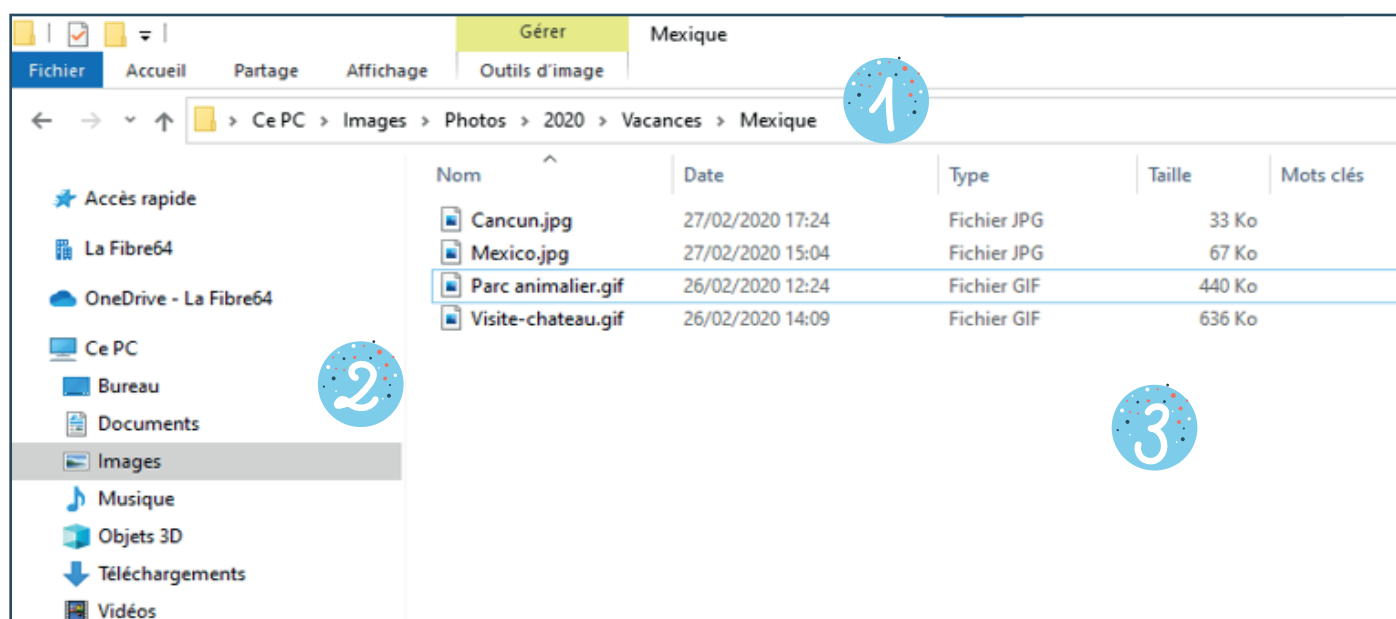 Gérer Mexique
Fichier Accueil Partage Affichage Outils d'image
1
Ce PC > Images > Photos > 2020 > Vacances > Mexique
Nom Date Type Taille Mots clés
Accès rapide
La Fibre64
OneDrive - La Fibre64
Ce PC
Bureau
Documents
Images
Musique
Objets 3D
Téléchargements
Vidéos
2
Cancun.jpg 27/02/2020 17:24 Fichier JPG 33 Ko
Mexico.jpg 27/02/2020 15:04 Fichier JPG 67 Ko
Parc animalier.gif 26/02/2020 12:24 Fichier GIF 440 Ko
Visite-chateau.gif 26/02/2020 14:09 Fichier GIF 636 Ko
3